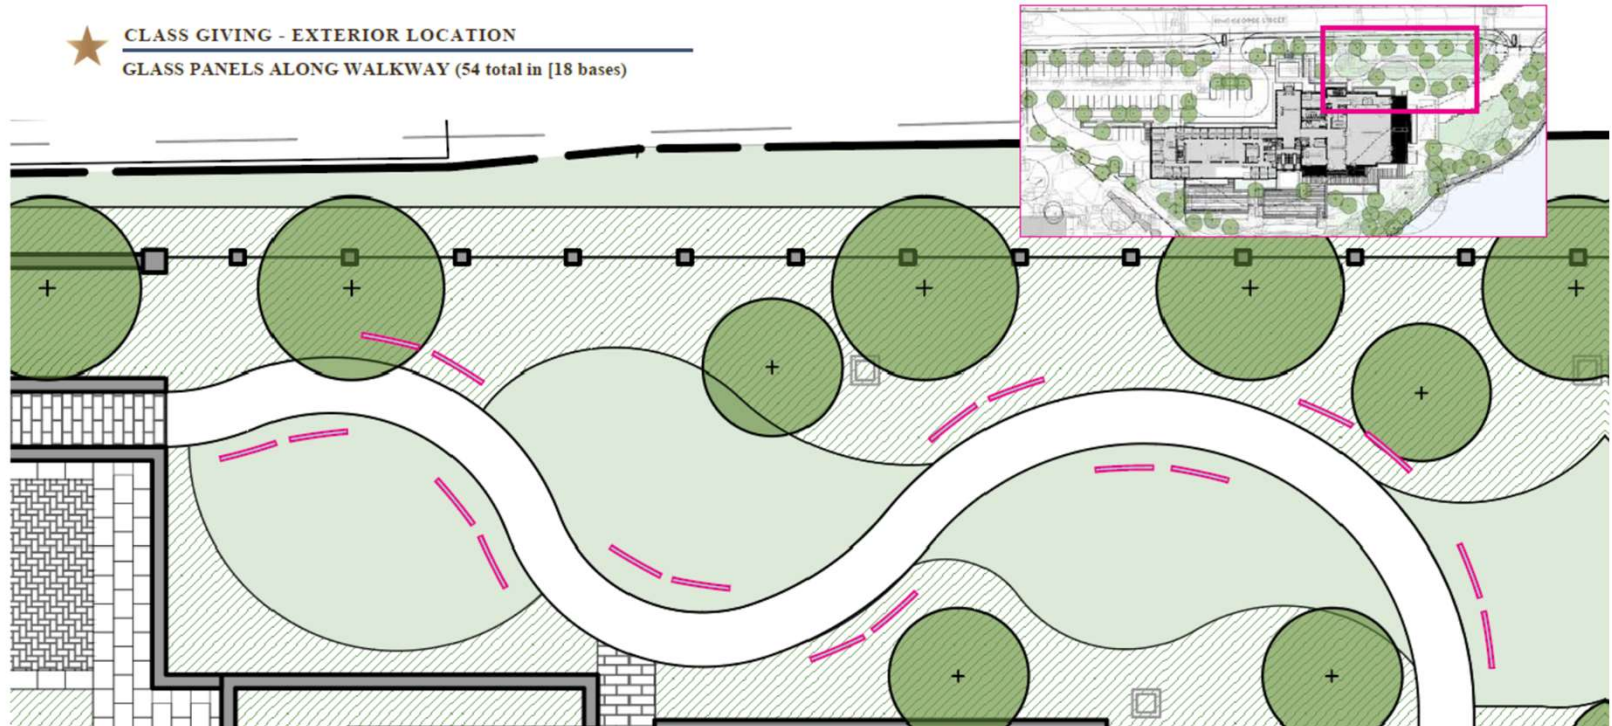 CLASS GIVING - EXTERIOR LOCATION
GLASS PANELS ALONG WALKWAY (54 total in [18 bases)